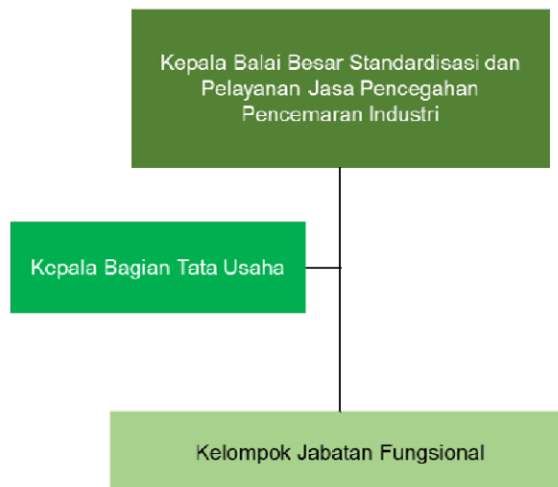 Kepala Balai Besar Standardisasi dan
Pelayanan Jasa Pencegahan
Pencemaran Industri
Kepala Bagian Tata Usaha
Kelompok Jabatan Fungsional